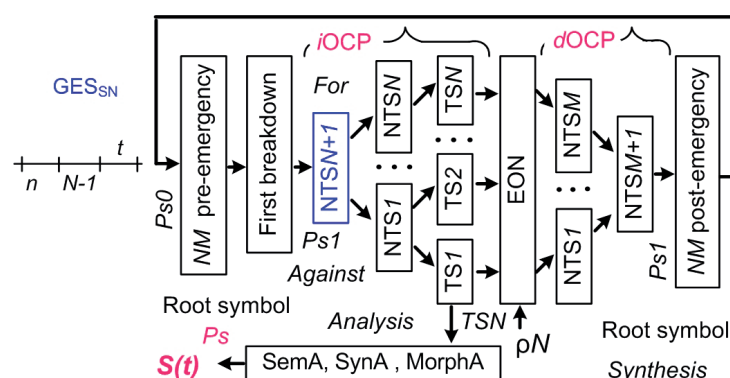 iOCP
dOCP
GES_SN
For
t
n
N-1
Ps0
NM pre-emergency
First breakdown
NTSN+1
Ps1
Against
NTSN
NTS1
TSN
TS2
TS1
EON
NTSM
NTS1
NTSM+1
Ps1
NM post-emergency
Root symbol
Analysis
TSN
ρN
Root symbol
Ps
S(t)
SemA, SynA , MorphA
Synthesis